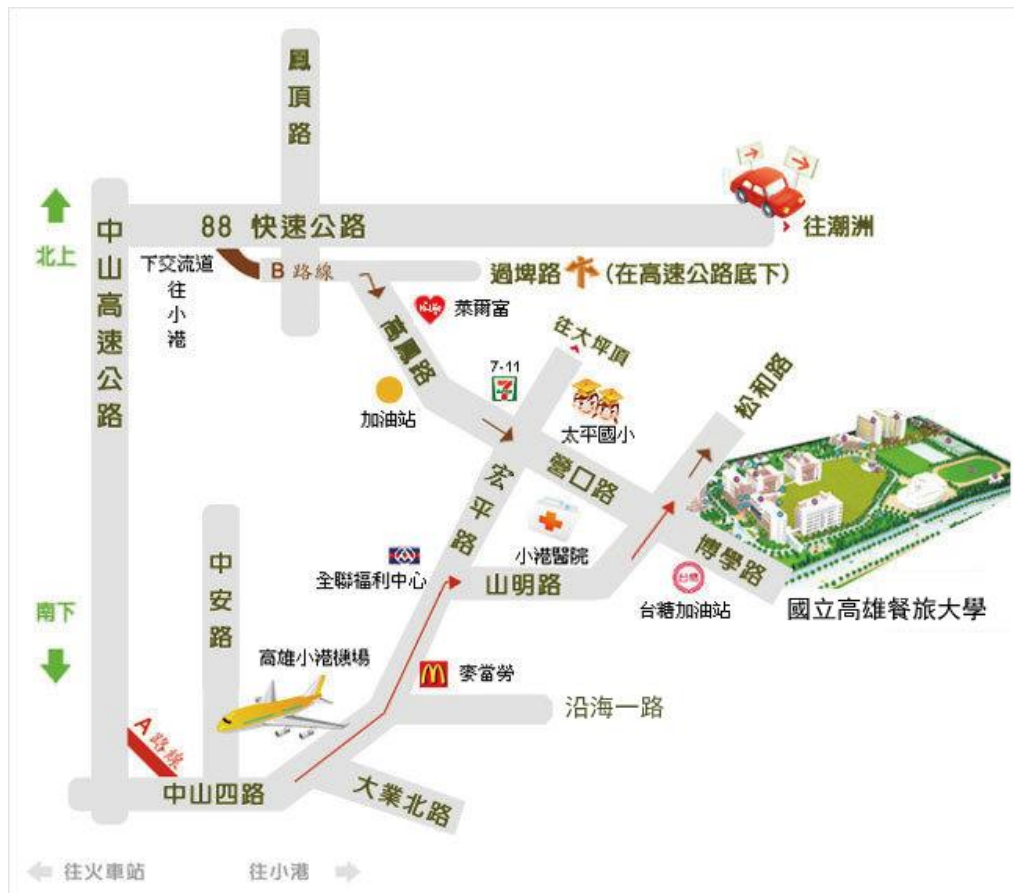 鳳頂路
中山高速公路
北上
88 快速公路
往潮洲
下交流道
往小港
B 路線
過埤路
(在高速公路底下)
萊爾富
高鳳路
往大坪頂
7-11
加油站
太平國小
松和路
營口路
宏平路
小港醫院
全聯福利中心
山明路
博學路
台糖
台糖加油站
國立高雄餐旅大學
中安路
南下
高雄小港機場
麥當勞
沿海一路
A 路線
中山四路
大業北路
往火車站
往小港